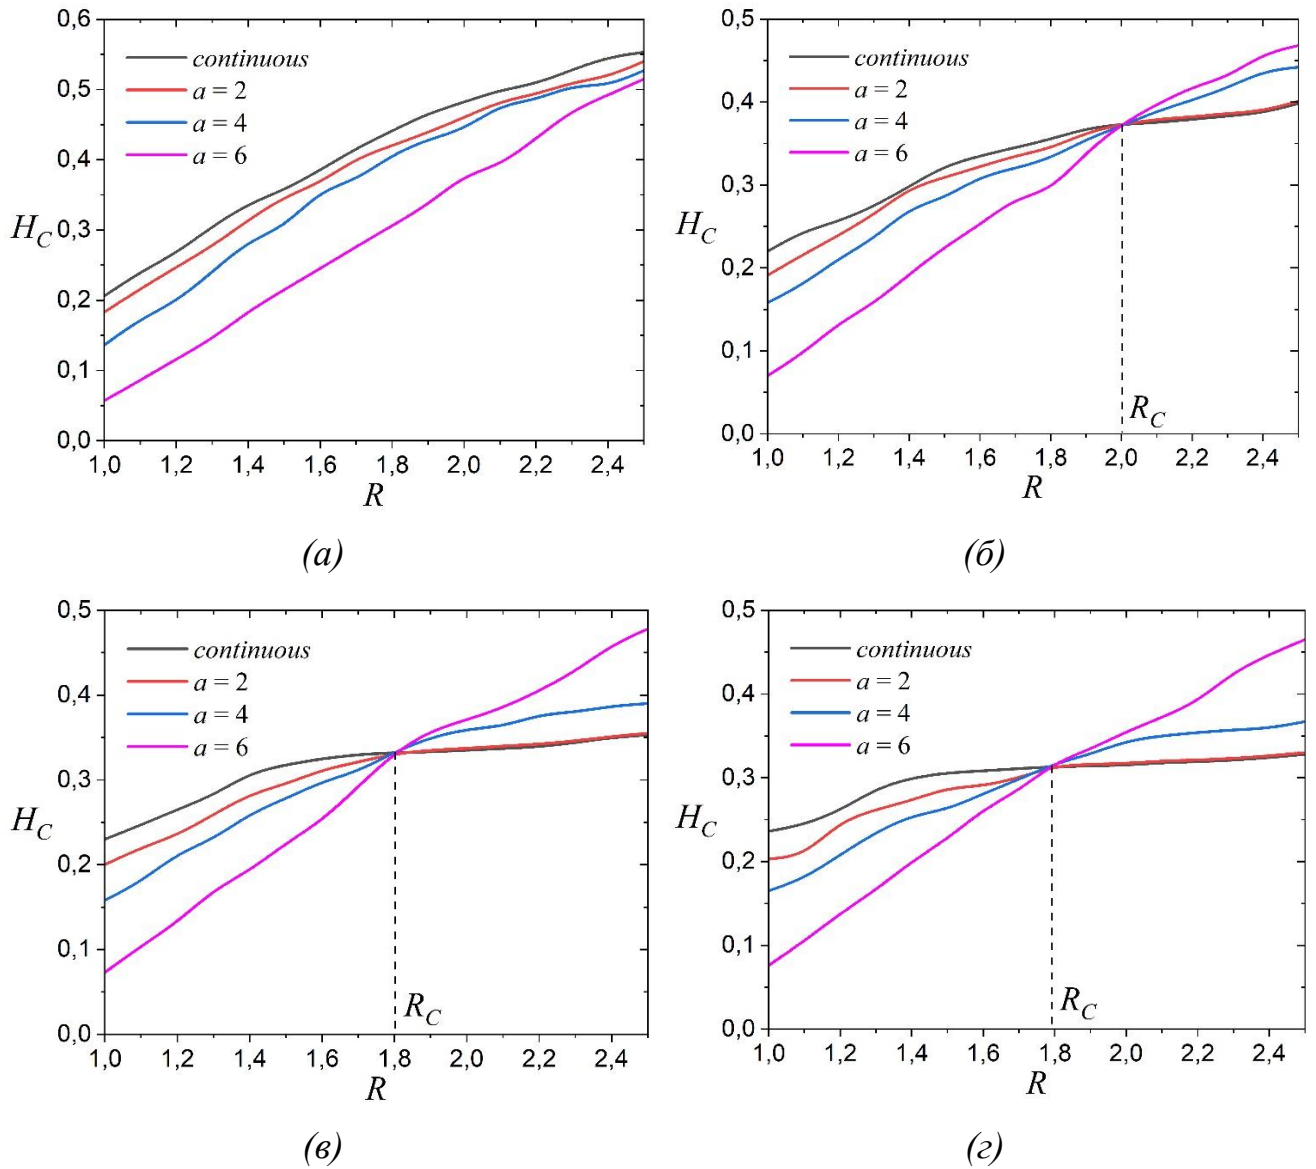 0,6
0,5
0,4
0,3
0,2
0,1
0,0
H_C
continuous
a = 2
a = 4
a = 6
1,0 1,2 1,4 1,6 1,8 2,0 2,2 2,4
R
(а)
0,5
0,4
0,3
0,2
0,1
0,0
H_C
continuous
a = 2
a = 4
a = 6
R_C
1,0 1,2 1,4 1,6 1,8 2,0 2,2 2,4
R
(б)
0,5
0,4
0,3
0,2
0,1
0,0
H_C
continuous
a = 2
a = 4
a = 6
R_C
1,0 1,2 1,4 1,6 1,8 2,0 2,2 2,4
R
(в)
0,5
0,4
0,3
0,2
0,1
0,0
H_C
continuous
a = 2
a = 4
a = 6
R_C
1,0 1,2 1,4 1,6 1,8 2,0 2,2 2,4
R
(г)